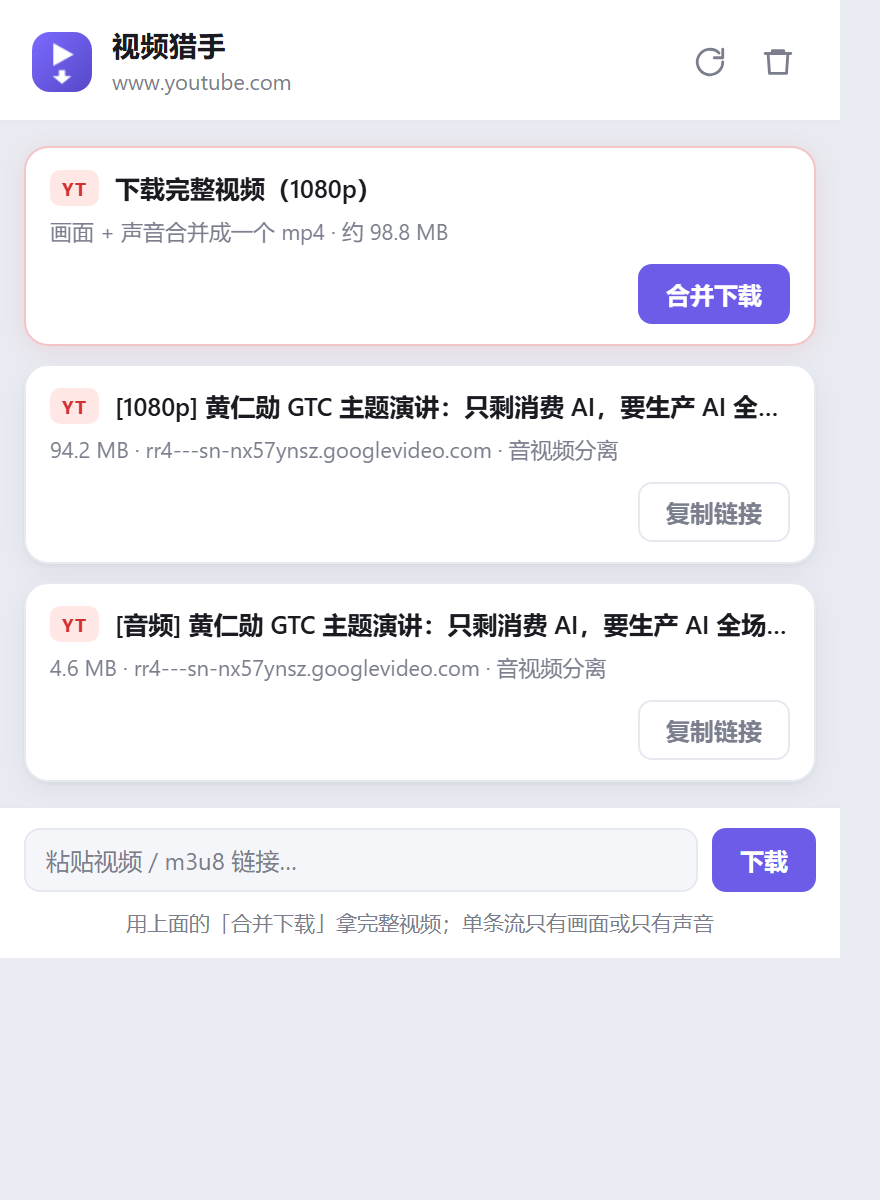 视频猎手
www.youtube.com
YT 下载完整视频（1080p）
画面 + 声音合并成一个 mp4 · 约 98.8 MB
合并下载
YT [1080p] 黄仁勋 GTC 主题演讲：只剩消费 AI，要生产 AI 全...
94.2 MB · rr4---sn-nx57ynsz.googlevideo.com · 音视频分离
复制链接
YT [音频] 黄仁勋 GTC 主题演讲：只剩消费 AI，要生产 AI 全场...
4.6 MB · rr4---sn-nx57ynsz.googlevideo.com · 音视频分离
复制链接
粘贴视频 / m3u8 链接...
下载
用上面的「合并下载」拿完整视频；单条流只有画面或只有声音